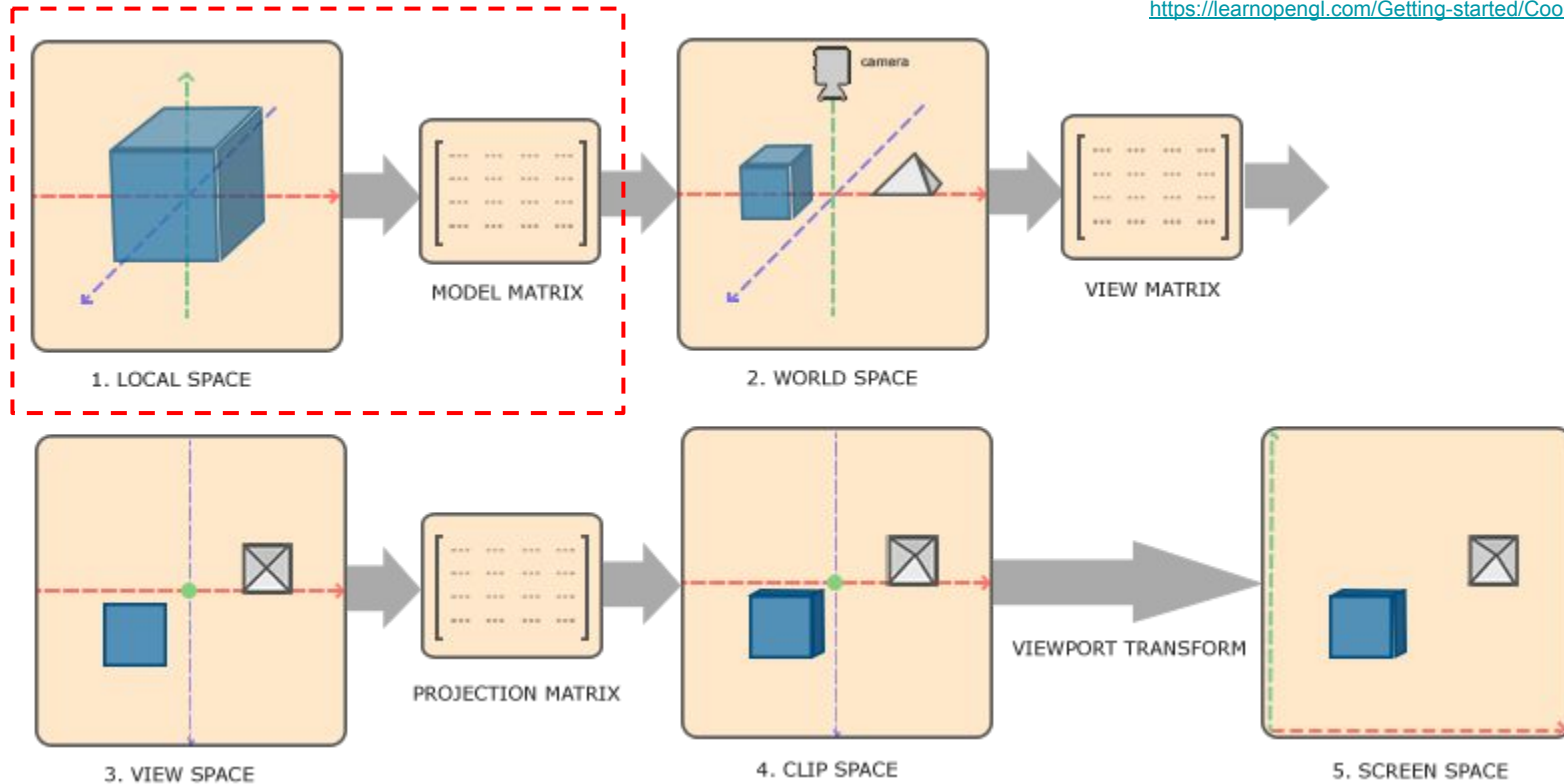 https://learnopengl.com/Getting-started/Coo
camera
MODEL MATRIX
VIEW MATRIX
1. LOCAL SPACE
2. WORLD SPACE
PROJECTION MATRIX
VIEWPORT TRANSFORM
3. VIEW SPACE
4. CLIP SPACE
5. SCREEN SPACE